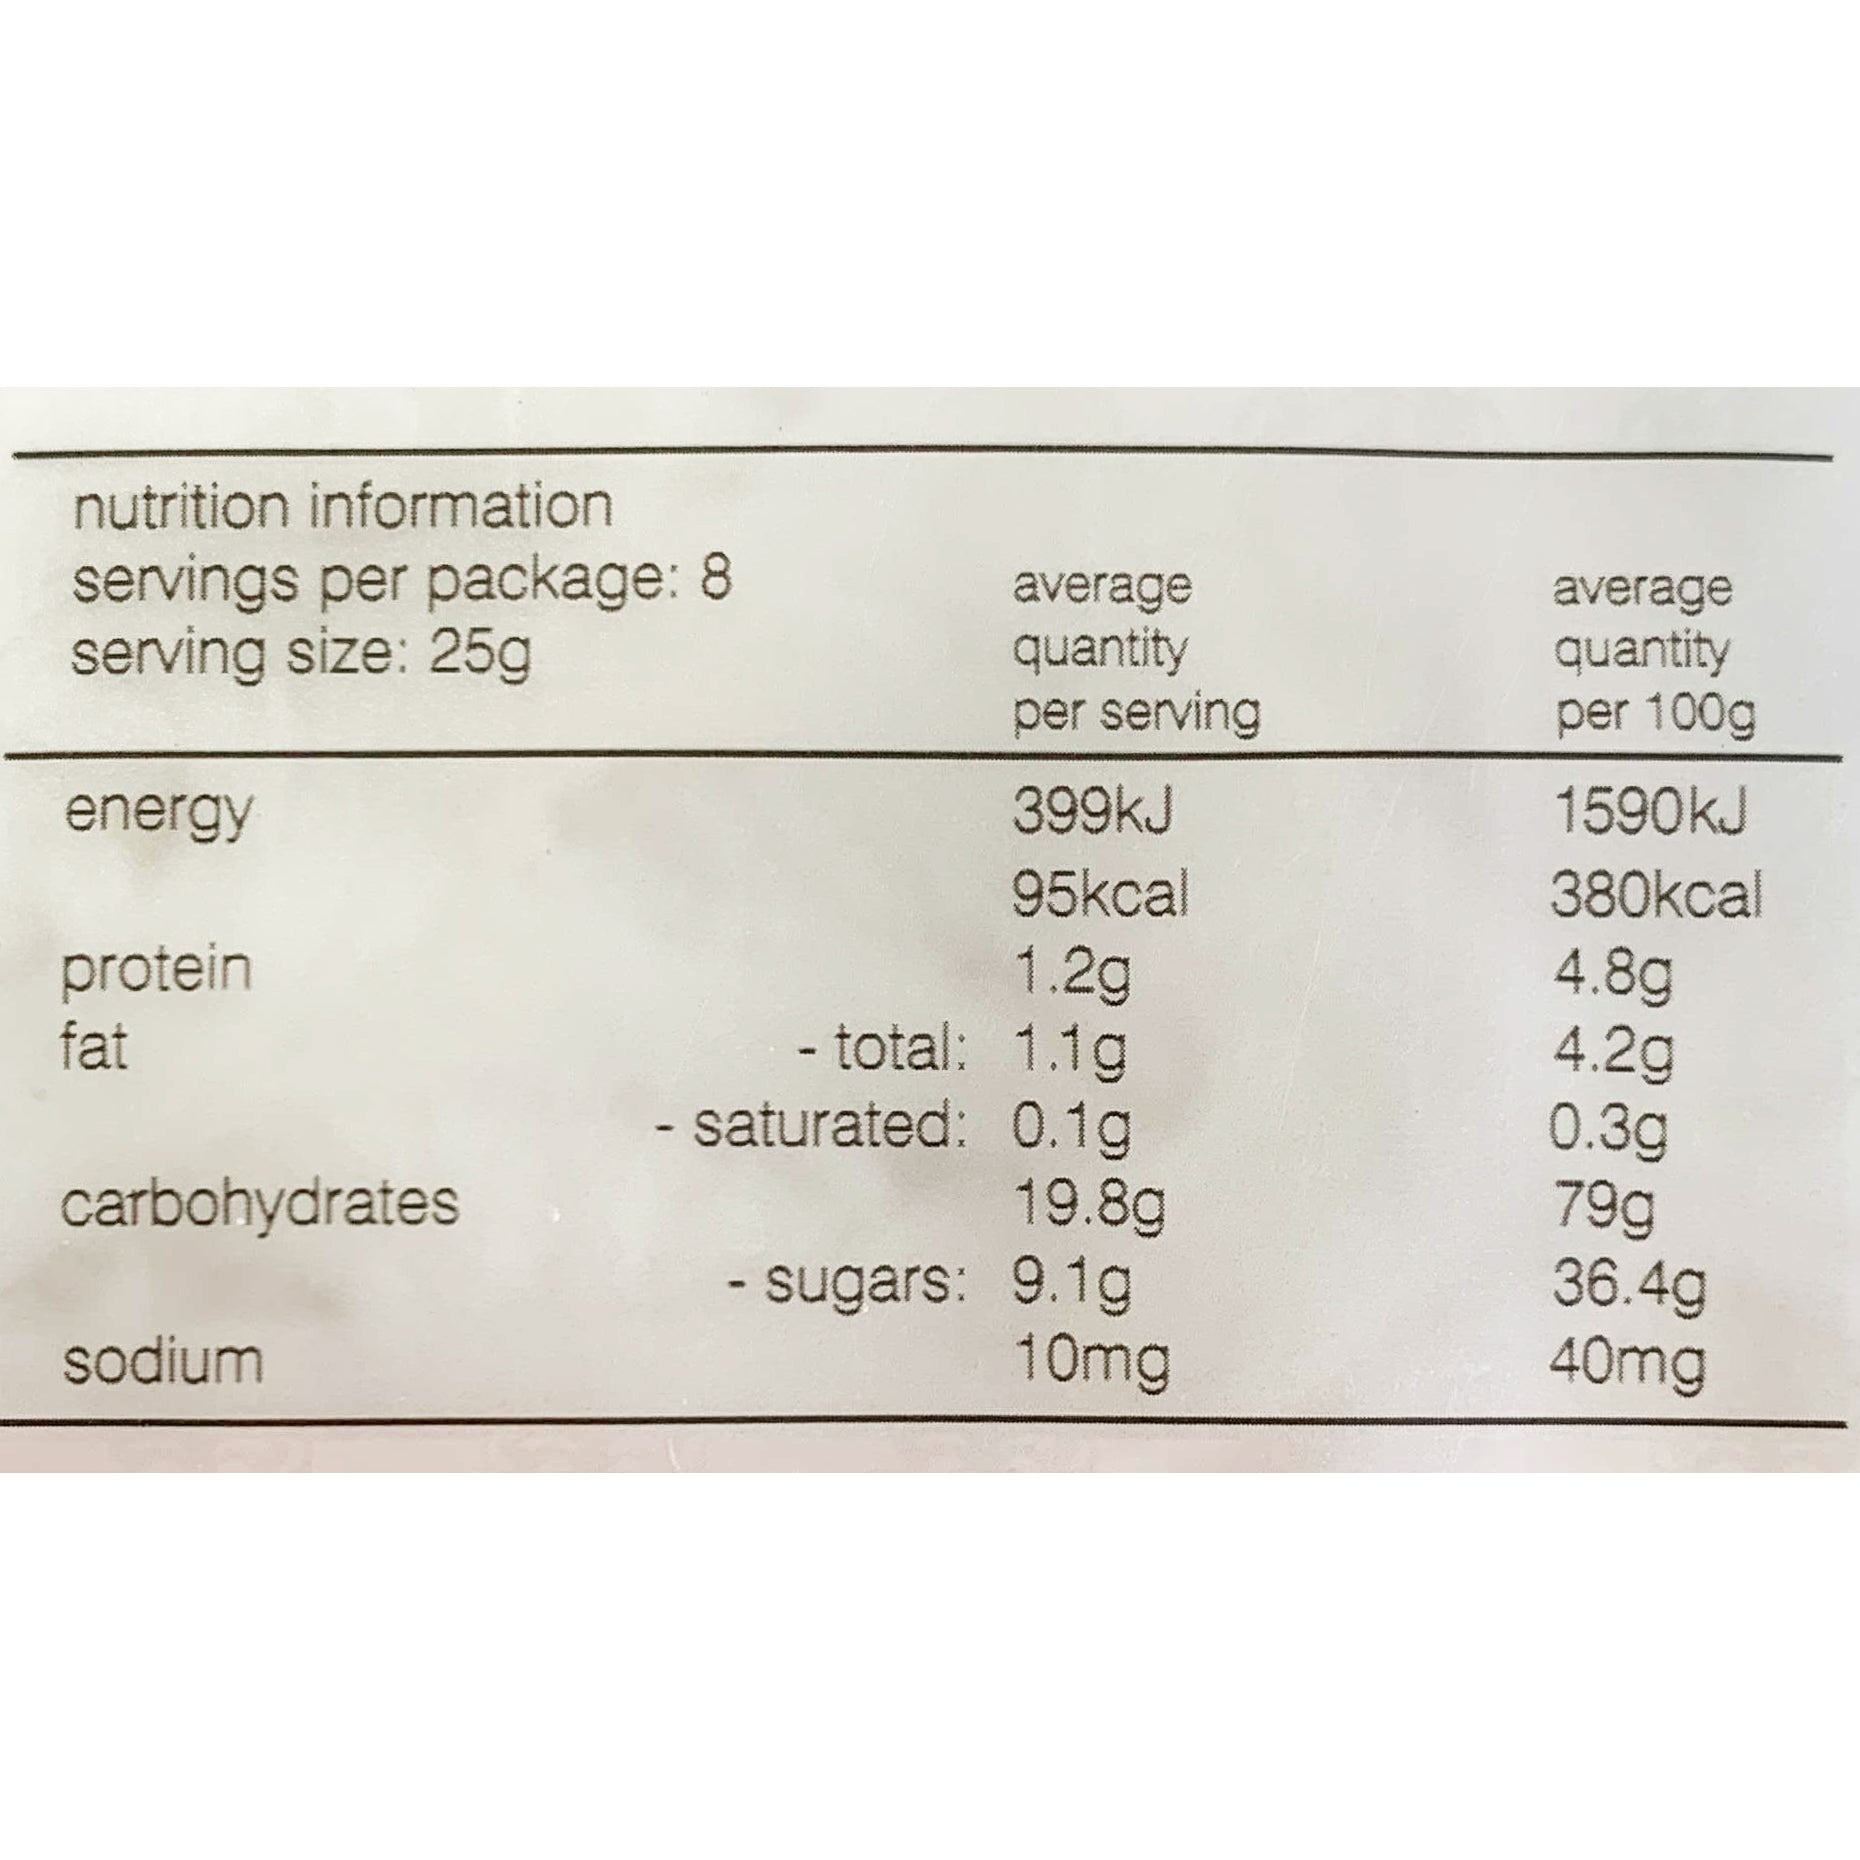 nutrition information
servings per package: 8
serving size: 25g
average quantity per serving
average quantity per 100g
energy 399kJ 1590kJ
95kcal 380kcal
protein 1.2g 4.8g
fat - total: 1.1g 4.2g
- saturated: 0.1g 0.3g
carbohydrates 19.8g 79g
- sugars: 9.1g 36.4g
sodium 10mg 40mg